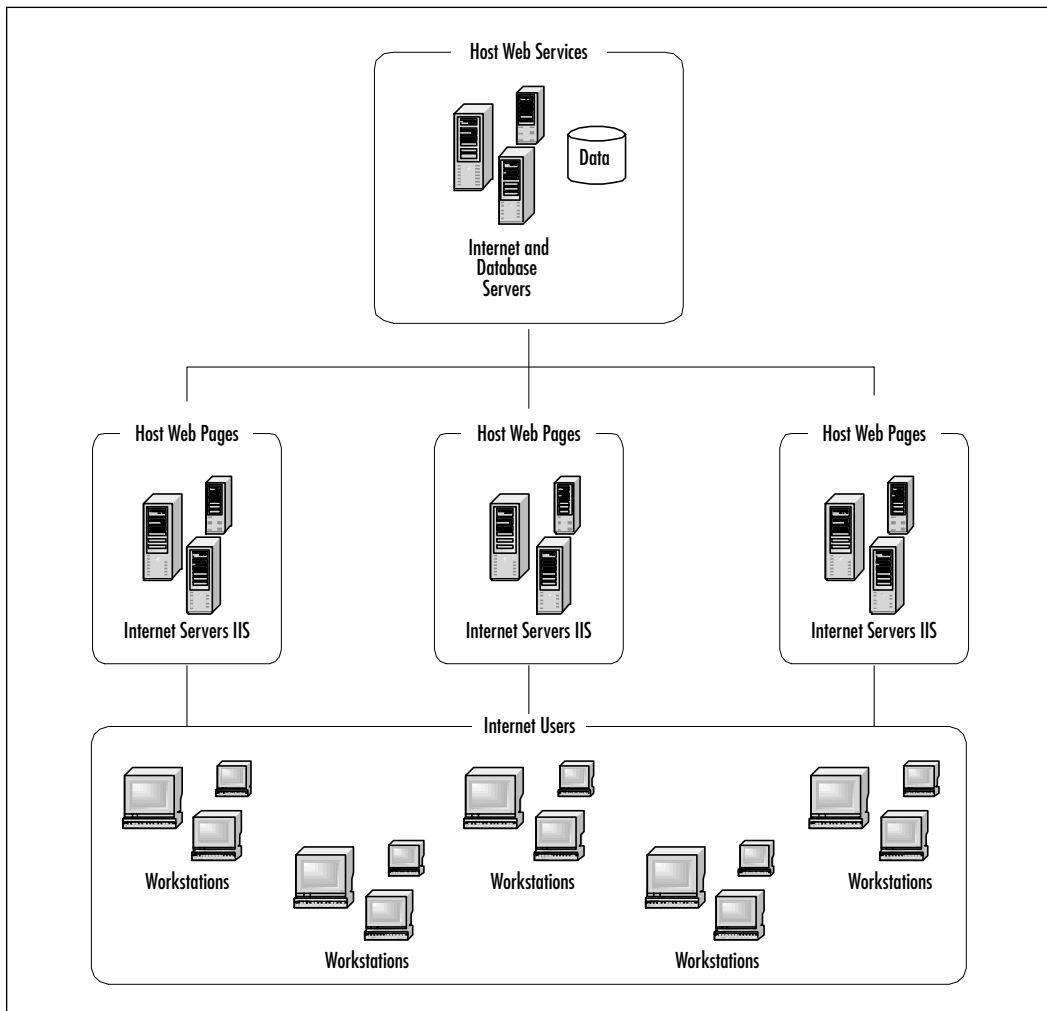 Host Web Services
Data
Internet and
Database
Servers
Host Web Pages
Host Web Pages
Host Web Pages
Internet Servers IIS
Internet Servers IIS
Internet Servers IIS
Internet Users
Workstations
Workstations
Workstations
Workstations
Workstations